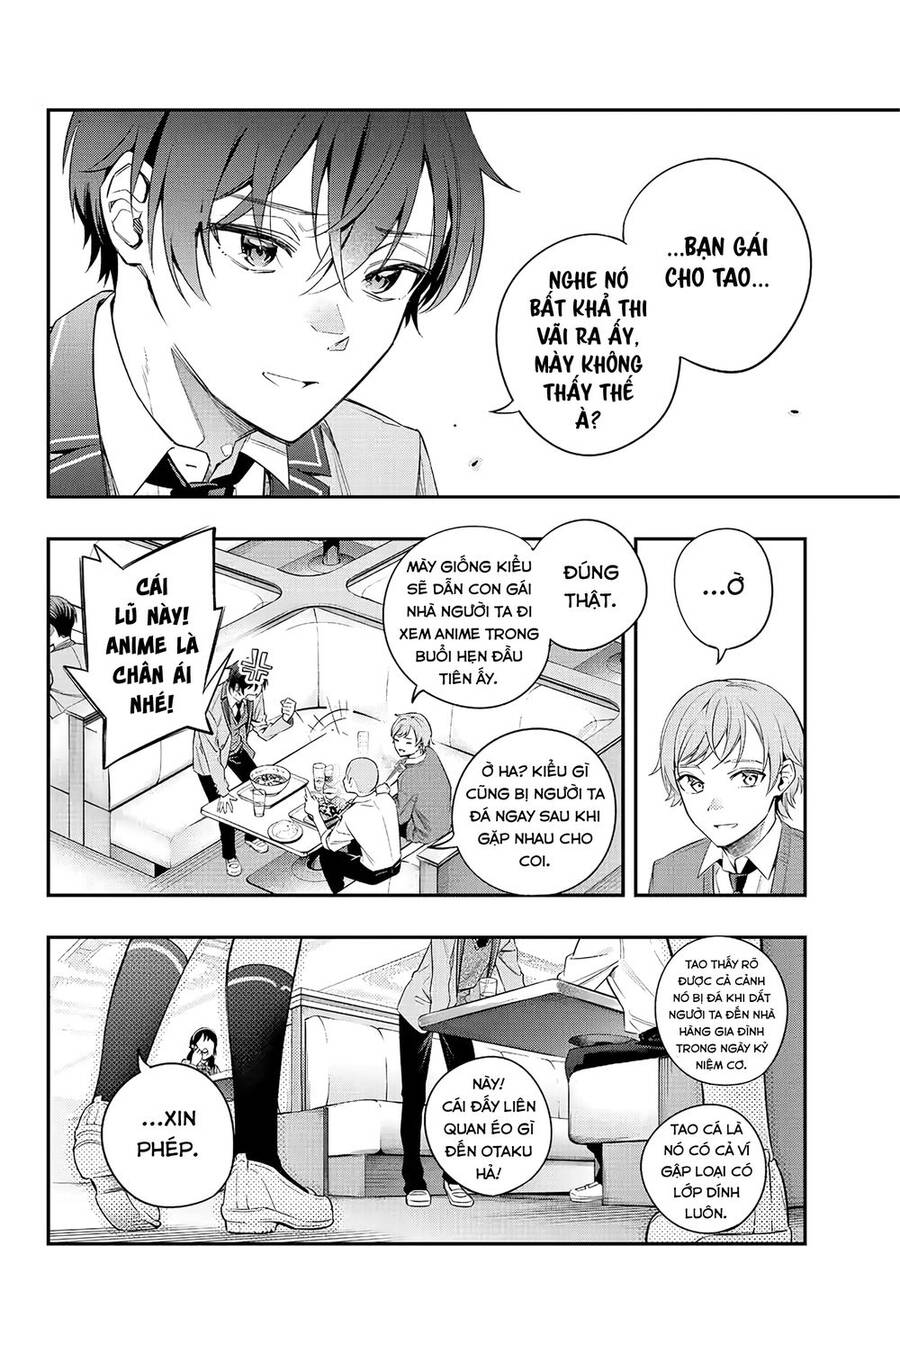 ...BẠN GÁI
CHO TAO...
NGHE NÓ
BẤT KHẢ THI
VÃI RA ẤY,
MÀY KHÔNG
THẤY THẾ
À?
...Ờ
ĐÚNG
THẬT.
MÀY GIỐNG KIỂU
SẼ DẪN CON GÁI
NHÀ NGƯỜI TA ĐI
XEM ANIME TRONG
BUỔI HẸN ĐẦU
TIÊN ẤY.
Ờ HA? KIỂU GÌ
CŨNG BỊ NGƯỜI TA
ĐÁ NGAY SAU KHI
GẶP NHAU CHO
COI.
CÁI
LŨ NÀY!
ANIME LÀ
CHÂN ÁI
NHÉ!
TAO THẤY RÕ
ĐƯỢC CẢ CẢNH
NÓ BỊ ĐÁ KHI DẮT
NGƯỜI TA ĐẾN NHÀ
HÀNG GIA ĐÌNH
TRONG NGÀY KỶ
NIỆM CƠ.
TAO CÁ LÀ
NÓ CÓ CẢ VÍ
GẬP LOẠI CÓ
LỚP DÍNH
LUÔN.
NÀY!
CÁI ĐẤY LIÊN
QUAN ÉO GÌ
ĐẾN OTAKU
HẢ!
...XIN
PHÉP.